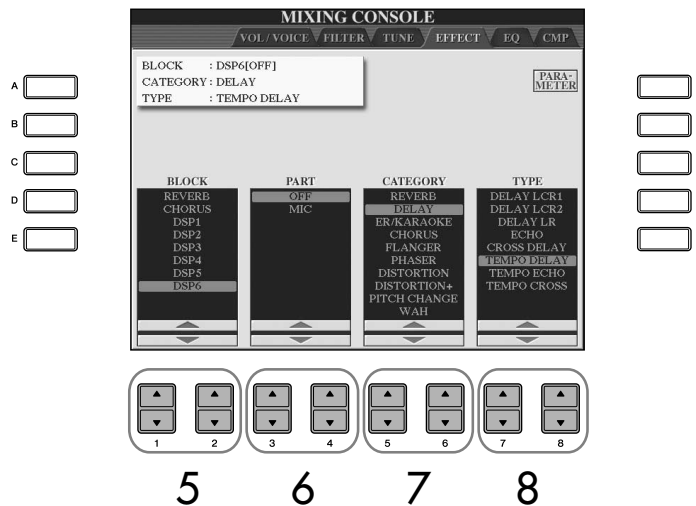 MIXING CONSOLE
VOL / VOICE FILTER TUNE EFFECT EQ CMP
BLOCK : DSP6[OFF]
CATEGORY : DELAY
TYPE : TEMPO DELAY
PARA-
METER
A
B
C
D
E
BLOCK
REVERB
CHORUS
DSP1
DSP2
DSP3
DSP4
DSP5
DSP6
PART
OFF
MIC
CATEGORY
REVERB
DELAY
ER/KARAOKE
CHORUS
FLANGER
PHASER
DISTORTION
DISTORTION+
PITCH CHANGE
WAH
TYPE
DELAY LCR1
DELAY LCR2
DELAY LR
ECHO
CROSS DELAY
TEMPO DELAY
TEMPO ECHO
TEMPO CROSS
1 2 3 4 5 6 7 8
5 6 7 8